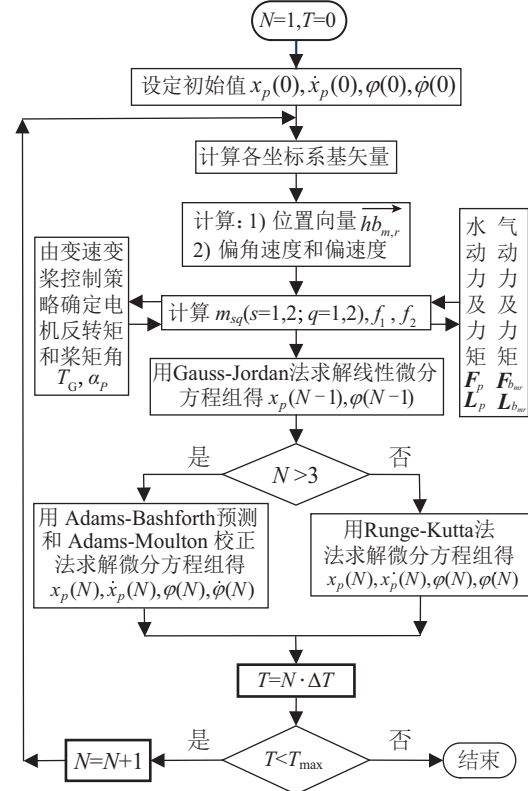 N=1,T=0
设定初始值 x_p(0),ẋ_p(0),φ(0),φ̇(0)
计算各坐标系基矢量
计算: 1) 位置向量 \overrightarrow{hb_{m,r}}
2) 偏角速度和偏速度
由变速变
桨控制策
略确定电
机反转矩
和桨矩角
T_G, α_P
计算 m_{sq}(s=1,2; q=1,2), f_1 , f_2
水动力及力矩 F_p L_p
气动力及力矩 F_{b_{mr}} L_{b_{mr}}
用Gauss-Jordan法求解线性微分
方程组得 x_p(N−1),φ(N−1)
是
N>3
否
用 Adams-Bashforth预测
和 Adams-Moulton 校正
法求解微分方程组得
x_p(N),ẋ_p(N),φ(N),φ̇(N)
用Runge-Kutta法
法求解微分方程组得
x_p(N),ẋ_p(N),φ(N),φ(N)
T=N·ΔT
N=N+1
是
T<T_max
否
结束